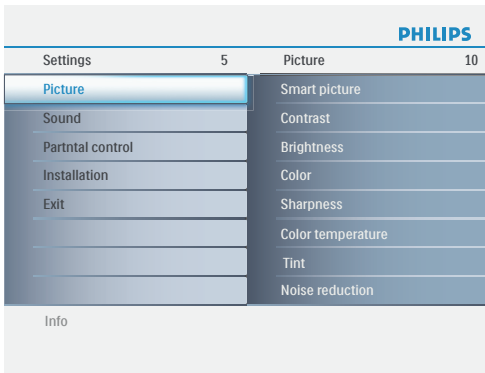 PHILIPS
Settings 5 Picture 10
Picture Smart picture
Sound Contrast
Partntal control Brightness
Installation Color
Exit Sharpness
Color temperature
Tint
Noise reduction
Info